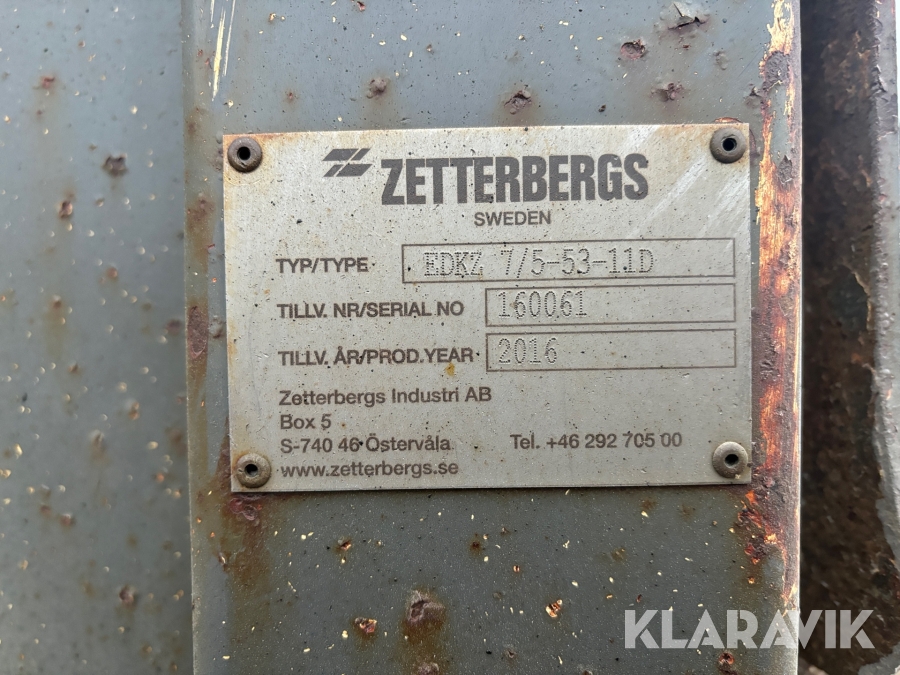 ZETTERBERGS
SWEDEN
TYP/TYPE EDKZ 7/5-53-11D
TILLV. NR/SERIAL NO 160061
TILLV. ÅR/PROD.YEAR 2016
Zetterbergs Industri AB
Box 5
S-740 46 Östervåla Tel. +46 292 705 00
www.zetterbergs.se
KLARAVIK